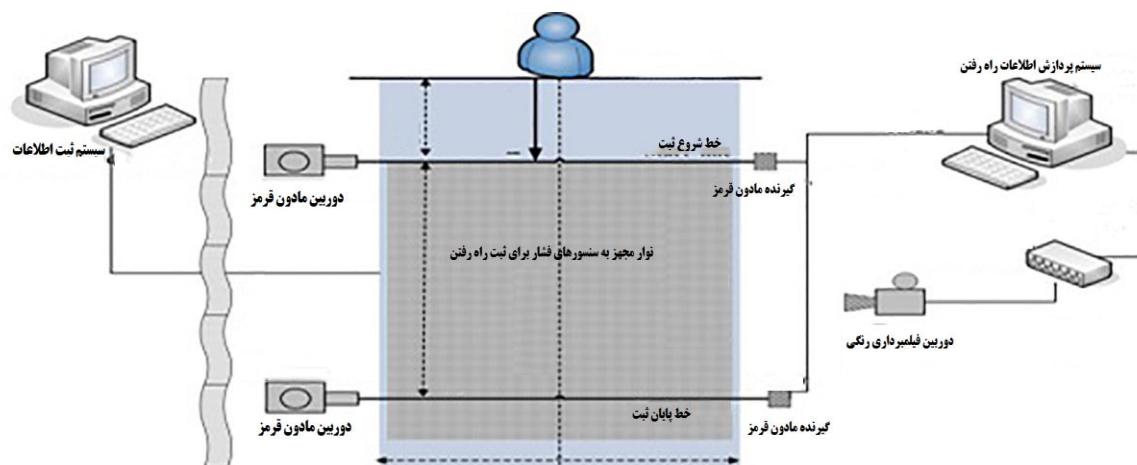 سیستم پردازش اطلاعات راه رفتن
سیستم ثبت اطلاعات
خط شروع ثبت
گیرنده مادون قرمز
دوربین مادون قرمز
نوار مجهز به سنسورهای فشار برای ثبت راه رفتن
دوربین فیلمبرداری رنگی
خط پایان ثبت
گیرنده مادون قرمز
دوربین مادون قرمز